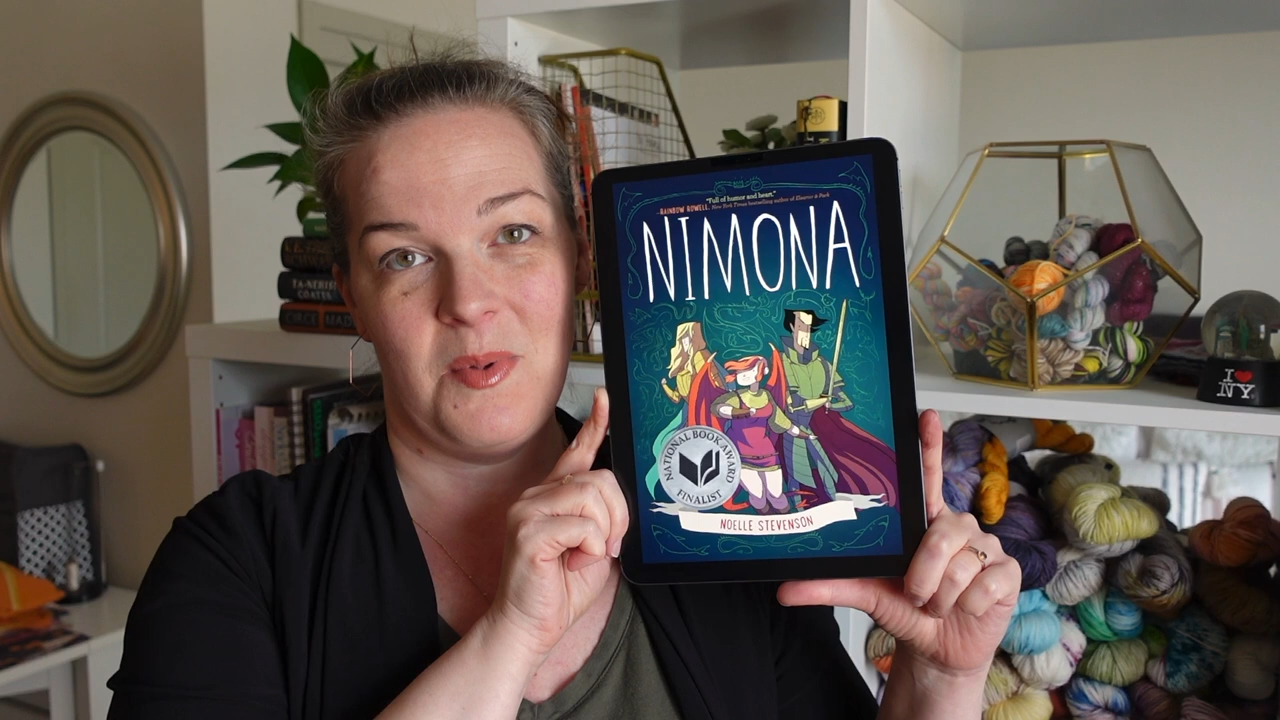 "Full of humor and heart."
—RAINBOW ROWELL, New York Times bestselling author of Eleanor & Park
NIMONA
NATIONAL BOOK AWARD
FINALIST
NOELLE STEVENSON
TA-NEHISI
COATES
I ♥
NY